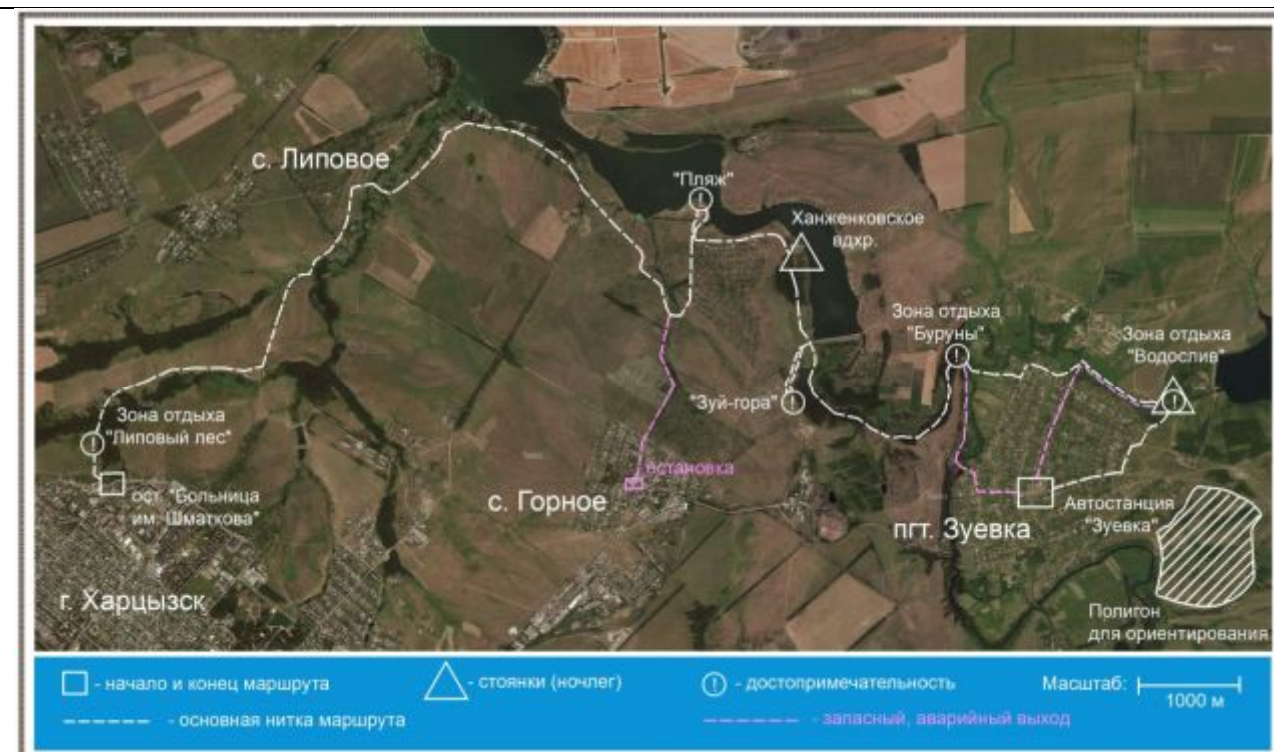 с. Липовое
"Пляж"
Ханженковское
вдхр.
Зона отдыха
"Буруны"
Зона отдыха
"Водослив"
"Зуй-гора"
Зона отдыха
"Липовый лес"
остановка
ост. "Больница
им. Шматкова"
с. Горное
Автостанция
"Зуевка"
пгт. Зуевка
г. Харцызск
Полигон
для ориентирования
- начало и конец маршрута
- стоянки (ночлег)
- достопримечательность
Масштаб:
1000 м
- основная нитка маршрута
- запасный, аварийный выход